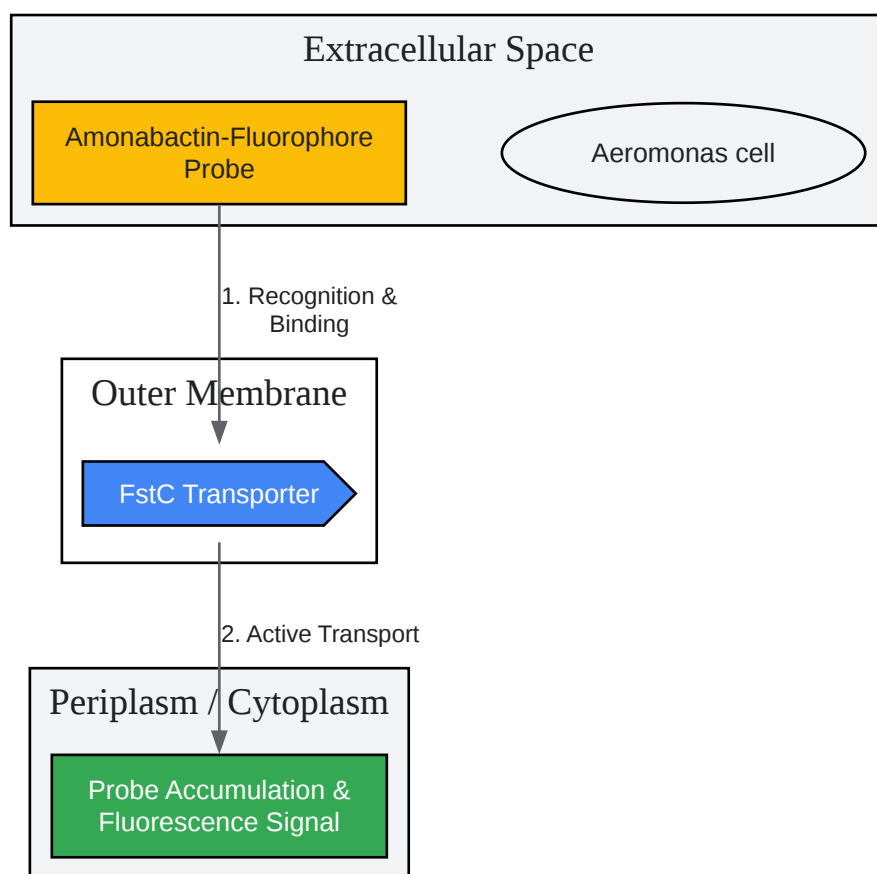 Extracellular Space
Amonabactin-Fluorophore
Probe
Aeromonas cell
1. Recognition &
Binding
Outer Membrane
FstC Transporter
2. Active Transport
Periplasm / Cytoplasm
Probe Accumulation &
Fluorescence Signal